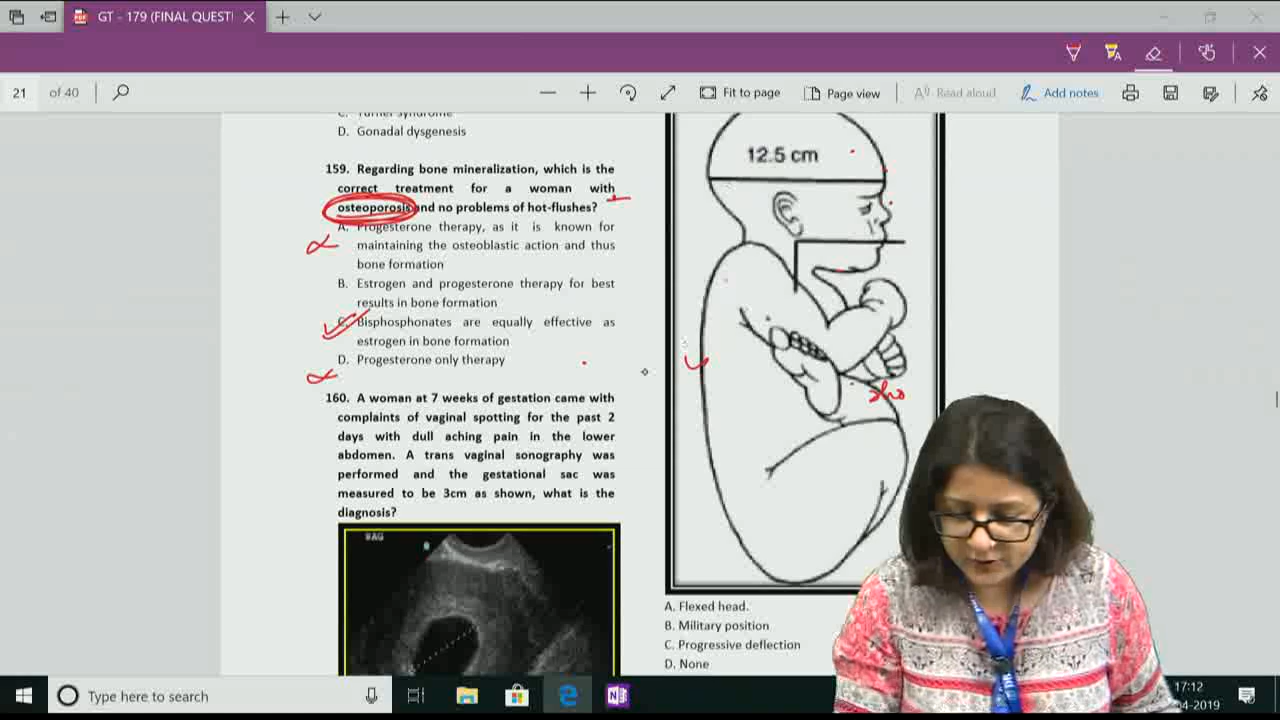 GT - 179 (FINAL QUESTI
21 of 40
Fit to page
Page view
Read aloud
Add notes
C. Turner syndrome
D. Gonadal dysgenesis
159. Regarding bone mineralization, which is the
correct treatment for a woman with
osteoporosis and no problems of hot-flushes?
A. Progesterone therapy, as it is known for
maintaining the osteoblastic action and thus
bone formation
B. Estrogen and progesterone therapy for best
results in bone formation
C. Bisphosphonates are equally effective as
estrogen in bone formation
D. Progesterone only therapy
160. A woman at 7 weeks of gestation came with
complaints of vaginal spotting for the past 2
days with dull aching pain in the lower
abdomen. A trans vaginal sonography was
performed and the gestational sac was
measured to be 3cm as shown, what is the
diagnosis?
12.5 cm
A. Flexed head.
B. Military position
C. Progressive deflection
D. None
Type here to search
17:12
04-2019